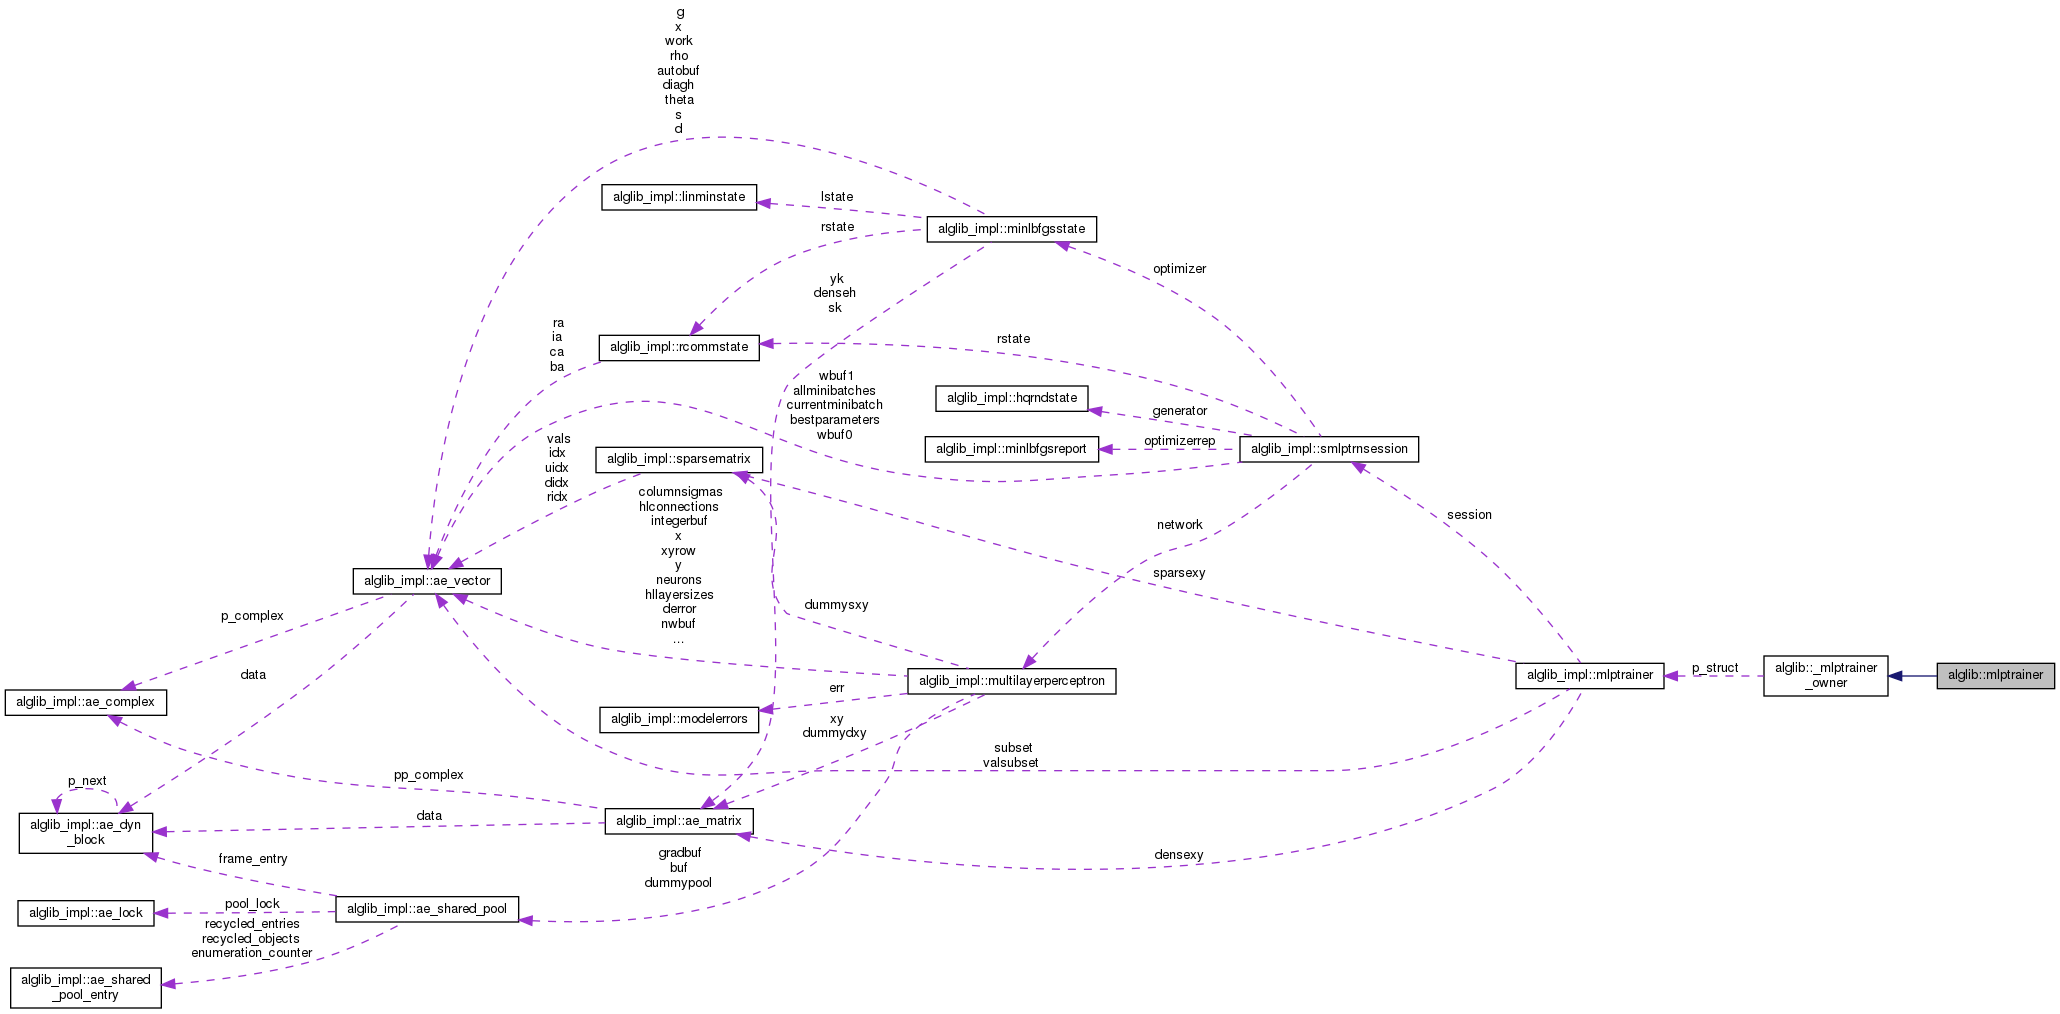 g
x
work
rho
autobuf
diagh
theta
s
d
alglib_impl::linminstate
lstate
alglib_impl::minlbfgsstate
rstate
optimizer
yk
denseh
sk
ra
ia
ca
ba
alglib_impl::rcommstate
rstate
wbuf1
allminibatches
currentminibatch
bestparameters
wbuf0
alglib_impl::hqrndstate
generator
alglib_impl::minlbfgsreport
optimizerrep
alglib_impl::smlptrnsession
vals
idx
uidx
didx
ridx
alglib_impl::sparsematrix
columnsigmas
hlconnections
integerbuf
x
xyrow
y
neurons
hllayersizes
derror
nwbuf
...
network
session
sparsexy
alglib_impl::ae_vector
p_complex
dummysxy
data
alglib_impl::multilayerperceptron
alglib_impl::mlptrainer
p_struct
alglib::_mlptrainer
_owner
alglib::mlptrainer
alglib_impl::ae_complex
err
alglib_impl::modelerrors
xy
dummydxy
subset
valsubset
pp_complex
p_next
alglib_impl::ae_dyn
_block
data
alglib_impl::ae_matrix
densexy
frame_entry
gradbuf
buf
dummypool
alglib_impl::ae_lock
pool_lock
alglib_impl::ae_shared_pool
recycled_entries
recycled_objects
enumeration_counter
alglib_impl::ae_shared
_pool_entry